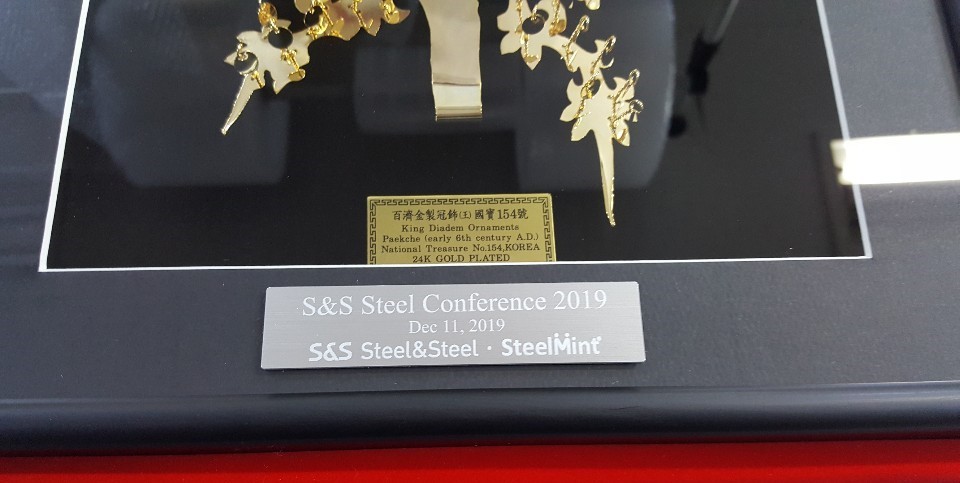 百濟金製冠飾(王)國寶154號
King Diadem Ornaments
Paekche (early 6th century A.D.)
National Treasure No.154,KOREA
24K GOLD PLATED
S&S Steel Conference 2019
Dec 11, 2019
S&S Steel&Steel · SteelMint